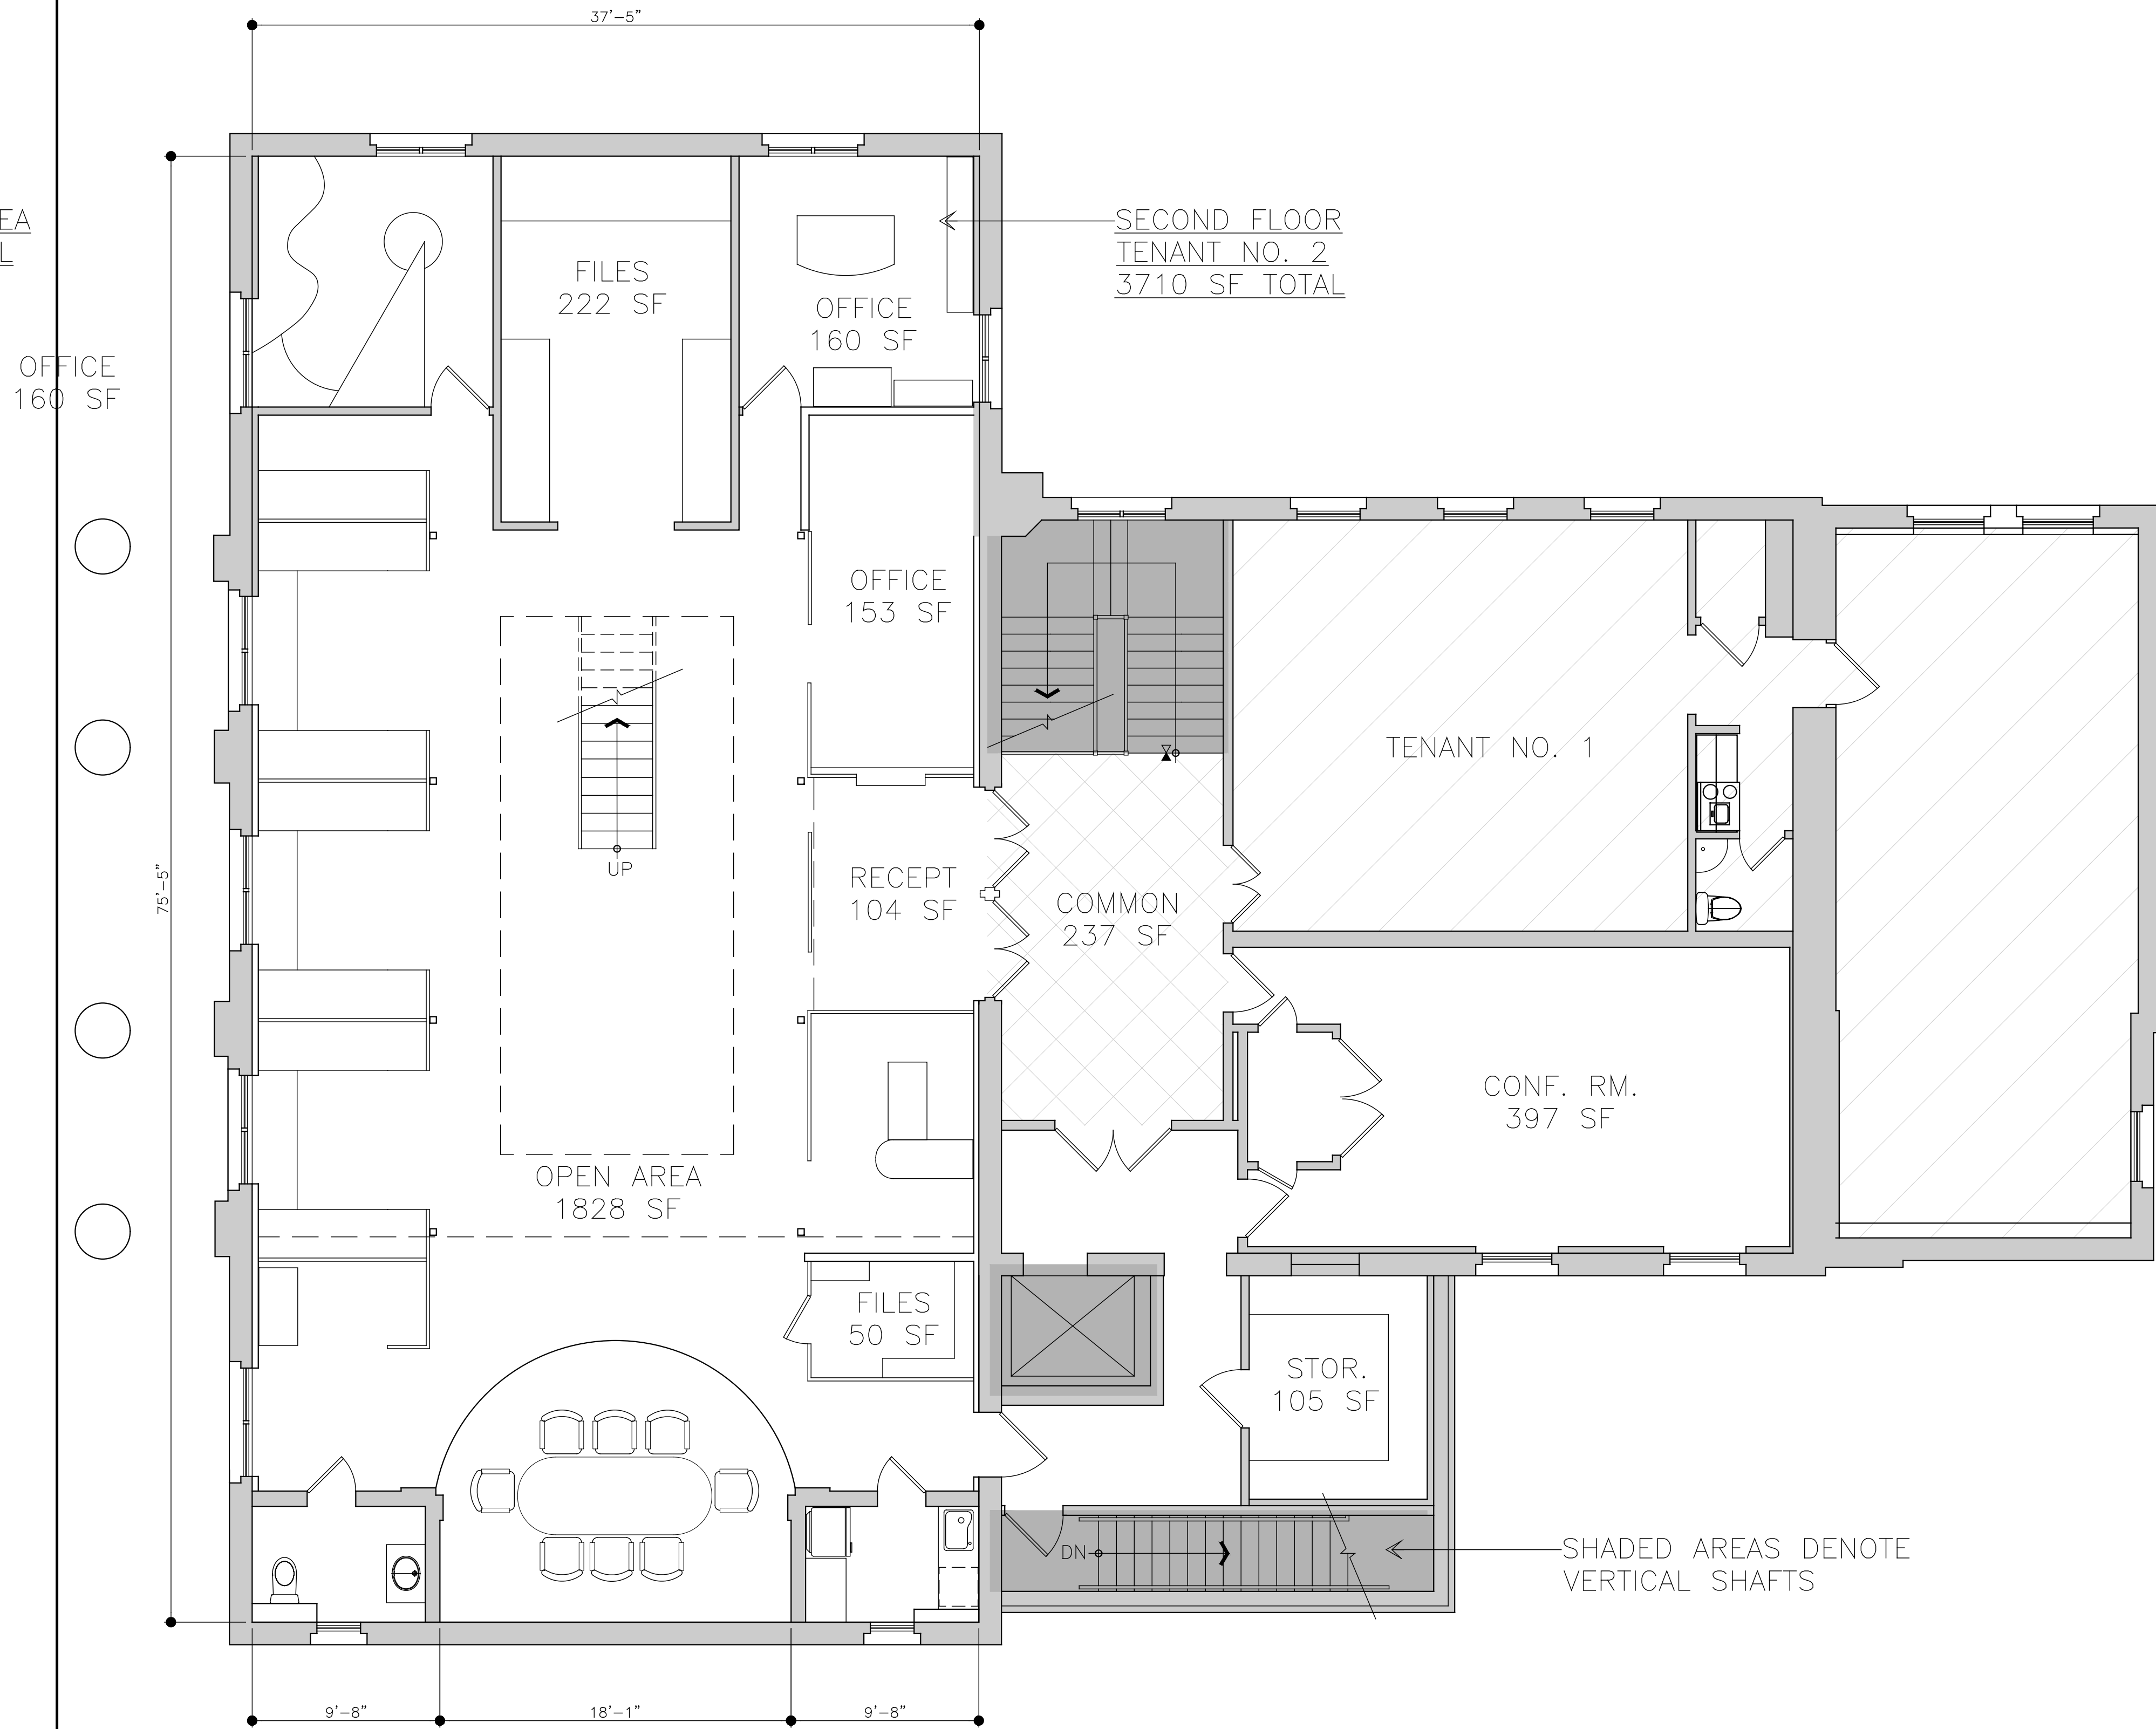 37'-5"
EA
L
SECOND FLOOR
TENANT NO. 2
3710 SF TOTAL
FILES
222 SF
OFFICE
160 SF
OFFICE
160 SF
OFFICE
153 SF
TENANT NO. 1
75'-5"
UP
RECEPT
104 SF
COMMON
237 SF
CONF. RM.
397 SF
OPEN AREA
1828 SF
FILES
50 SF
STOR.
105 SF
DN
SHADED AREAS DENOTE
VERTICAL SHAFTS
9'-8"
18'-1"
9'-8"